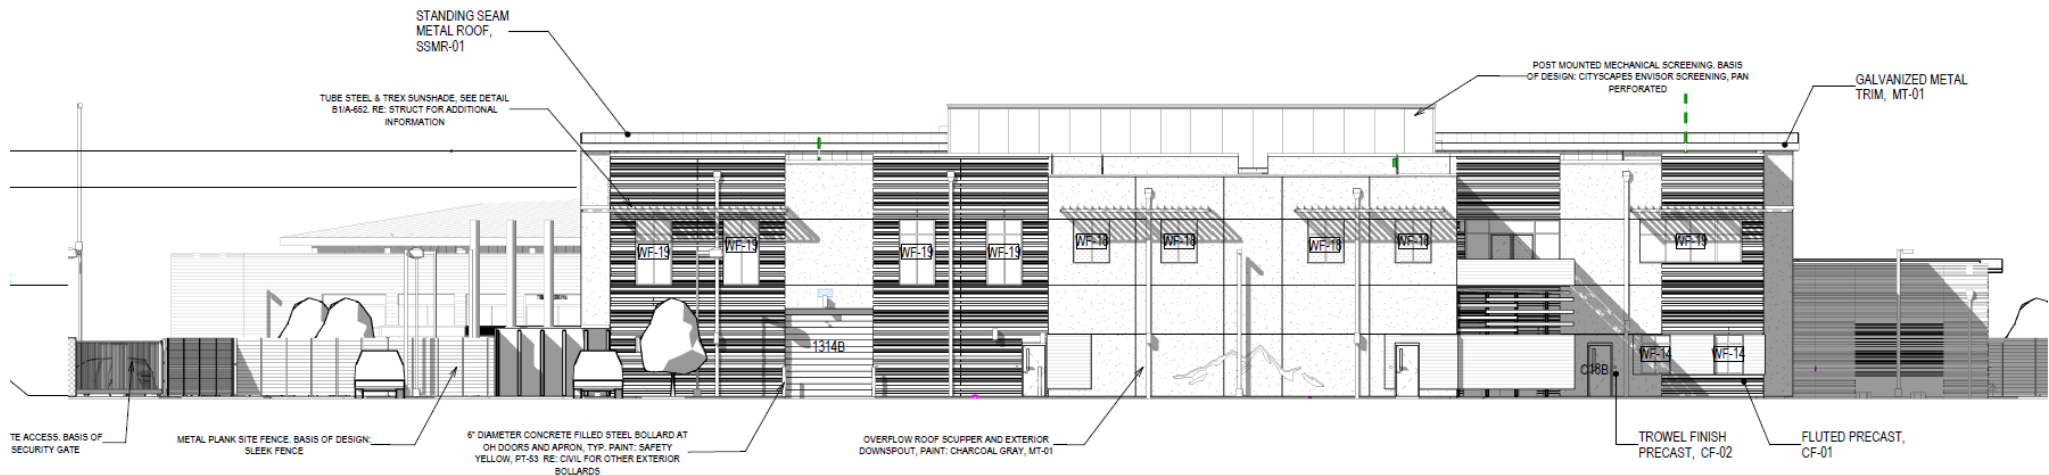 STANDING SEAM
METAL ROOF,
SSMR-01
TUBE STEEL & TREX SUNSHADE, SEE DETAIL
B1/A-652. RE: STRUCT FOR ADDITIONAL
INFORMATION
POST MOUNTED MECHANICAL SCREENING. BASIS
OF DESIGN: CITYSCAPES ENVISOR SCREENING, PAN
PERFORATED
GALVANIZED METAL
TRIM, MT-01
WF-19
WF-19
WF-19
WF-19
WF-18
WF-18
WF-18
WF-18
WF-19
1314B
WF-14
WF-14
C18B
TE ACCESS. BASIS OF
SECURITY GATE
METAL PLANK SITE FENCE. BASIS OF DESIGN:
SLEEK FENCE
6" DIAMETER CONCRETE FILLED STEEL BOLLARD AT
OH DOORS AND APRON, TYP. PAINT: SAFETY
YELLOW, PT-53 RE: CIVIL FOR OTHER EXTERIOR
BOLLARDS
OVERFLOW ROOF SCUPPER AND EXTERIOR
DOWNSPOUT, PAINT: CHARCOAL GRAY, MT-01
TROWEL FINISH
PRECAST, CF-02
FLUTED PRECAST,
CF-01